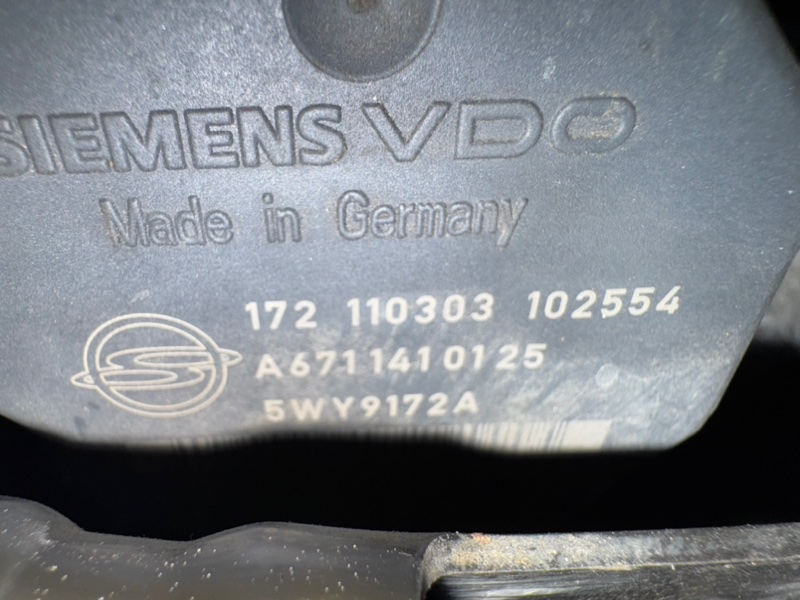 SIEMENS VDO
Made in Germany
172 110303 102554
A6711410125
5WY9172A